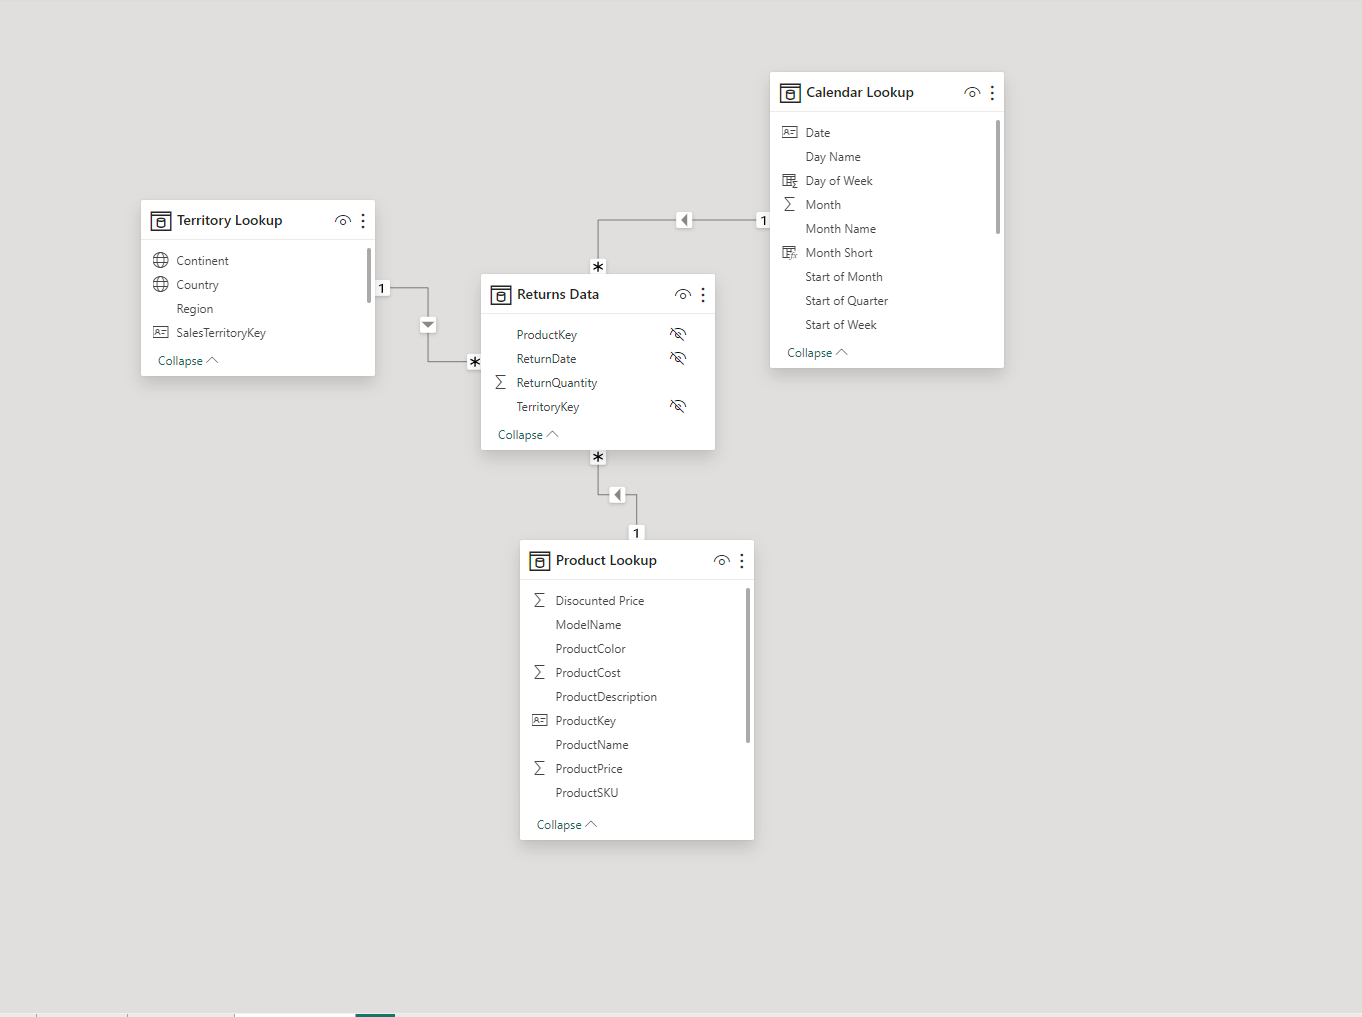 Calendar Lookup
Date
Day Name
Day of Week
Month
Month Name
Month Short
Start of Month
Start of Quarter
Start of Week
Collapse
Territory Lookup
Continent
Country
Region
SalesTerritoryKey
Collapse
1
1
*
*
Returns Data
ProductKey
ReturnDate
ReturnQuantity
TerritoryKey
Collapse
*
1
Product Lookup
Disocunted Price
ModelName
ProductColor
ProductCost
ProductDescription
ProductKey
ProductName
ProductPrice
ProductSKU
Collapse